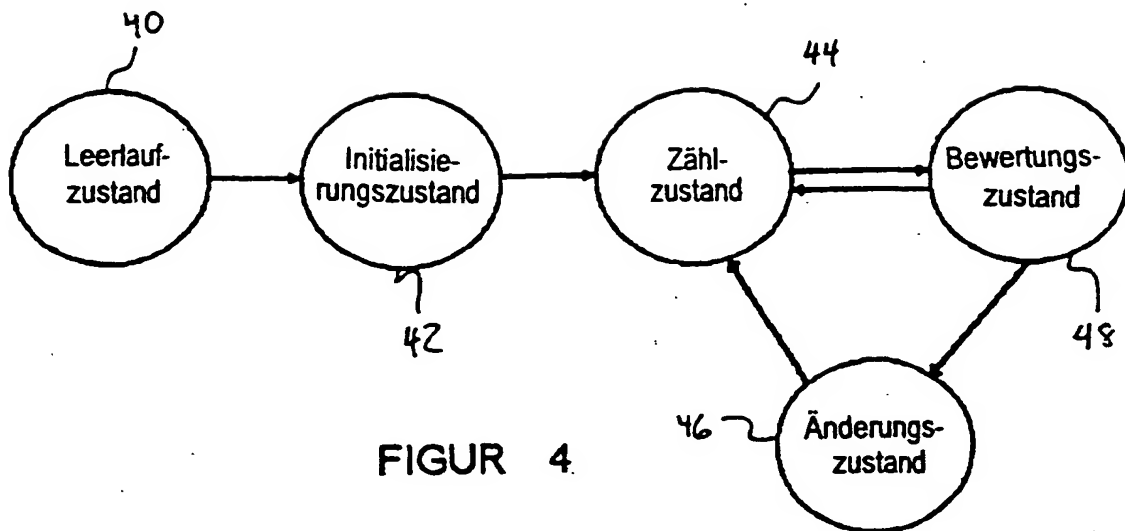 40
Leerlauf-
zustand
Initialisie-
rungszustand
42
44
Zähl-
zustand
Bewertungs-
zustand
48
46
Änderungs-
zustand
FIGUR 4